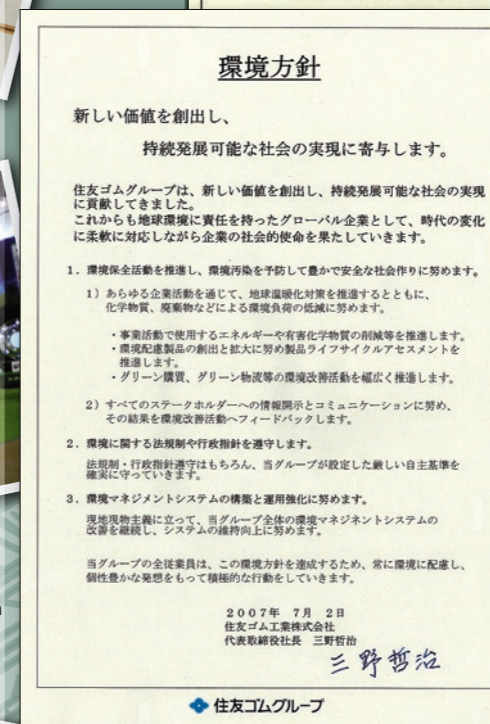 環境方針
新しい価値を創出し、
持続発展可能な社会の実現に寄与します。
住友ゴムグループは、新しい価値を創出し、持続発展可能な社会の実現
に貢献してきました。
これからも地球環境に責任を持ったグローバル企業として、時代の変化
に柔軟に対応しながら企業の社会的使命を果たしていきます。
1．環境保全活動を推進し、環境汚染を予防して豊かで安全な社会作りに努めます。
1）あらゆる企業活動を通じて、地球温暖化対策を推進するとともに、
化学物質、廃棄物などによる環境負荷の低減に努めます。
・事業活動で使用するエネルギーや有害化学物質の削減等を推進します。
・環境配慮製品の創出と拡大に努め製品ライフサイクルアセスメントを
推進します。
・グリーン購買、グリーン物流等の環境改善活動を幅広く推進します。
2）すべてのステークホルダーへの情報開示とコミュニケーションに努め、
その結果を環境改善活動へフィードバックします。
2．環境に関する法規制や行政指針を遵守します。
法規制・行政指針遵守はもちろん、当グループが設定した厳しい自主基準を
確実に守っていきます。
3．環境マネジメントシステムの構築と運用強化に努めます。
現地現物主義に立って、当グループ全体の環境マネジネントシステムの
改善を継続し、システムの維持向上に努めます。
当グループの全従業員は、この環境方針を達成するため、常に環境に配慮し、
個性豊かな発想をもって積極的な行動をしていきます。
2007年 7月 2日
住友ゴム工業株式会社
代表取締役社長 三野哲治
三野哲治
住友ゴムグループ